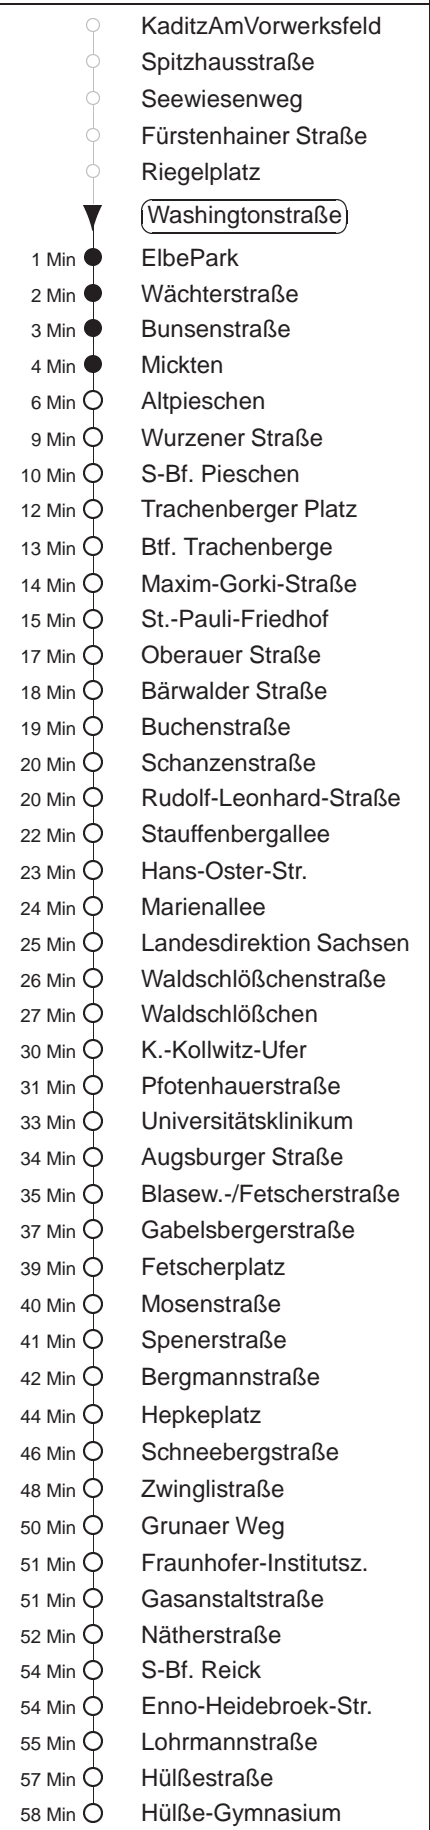 KaditzAmVorwerksfeld
Spitzhausstraße
Seewiesenweg
Fürstenhainer Straße
Riegelplatz
Washingtonstraße
1 Min ElbePark
2 Min Wächterstraße
3 Min Bunsenstraße
4 Min Mickten
6 Min Altpieschen
9 Min Wurzener Straße
10 Min S-Bf. Pieschen
12 Min Trachenberger Platz
13 Min Btf. Trachenberge
14 Min Maxim-Gorki-Straße
15 Min St.-Pauli-Friedhof
17 Min Oberauer Straße
18 Min Bärwalder Straße
19 Min Buchenstraße
20 Min Schanzenstraße
20 Min Rudolf-Leonhard-Straße
22 Min Stauffenbergallee
23 Min Hans-Oster-Str.
24 Min Marienallee
25 Min Landesdirektion Sachsen
26 Min Waldschlößchenstraße
27 Min Waldschlößchen
30 Min K.-Kollwitz-Ufer
31 Min Pfotenhauerstraße
33 Min Universitätsklinikum
34 Min Augsburger Straße
35 Min Blasew.-/Fetscherstraße
37 Min Gabelsbergerstraße
39 Min Fetscherplatz
40 Min Mosenstraße
41 Min Spenerstraße
42 Min Bergmannstraße
44 Min Hepkeplatz
46 Min Schneebergstraße
48 Min Zwinglistraße
50 Min Grunaer Weg
51 Min Fraunhofer-Institutsz.
51 Min Gasanstaltstraße
52 Min Nätherstraße
54 Min S-Bf. Reick
54 Min Enno-Heidebroek-Str.
55 Min Lohrmannstraße
57 Min Hülßestraße
58 Min Hülße-Gymnasium